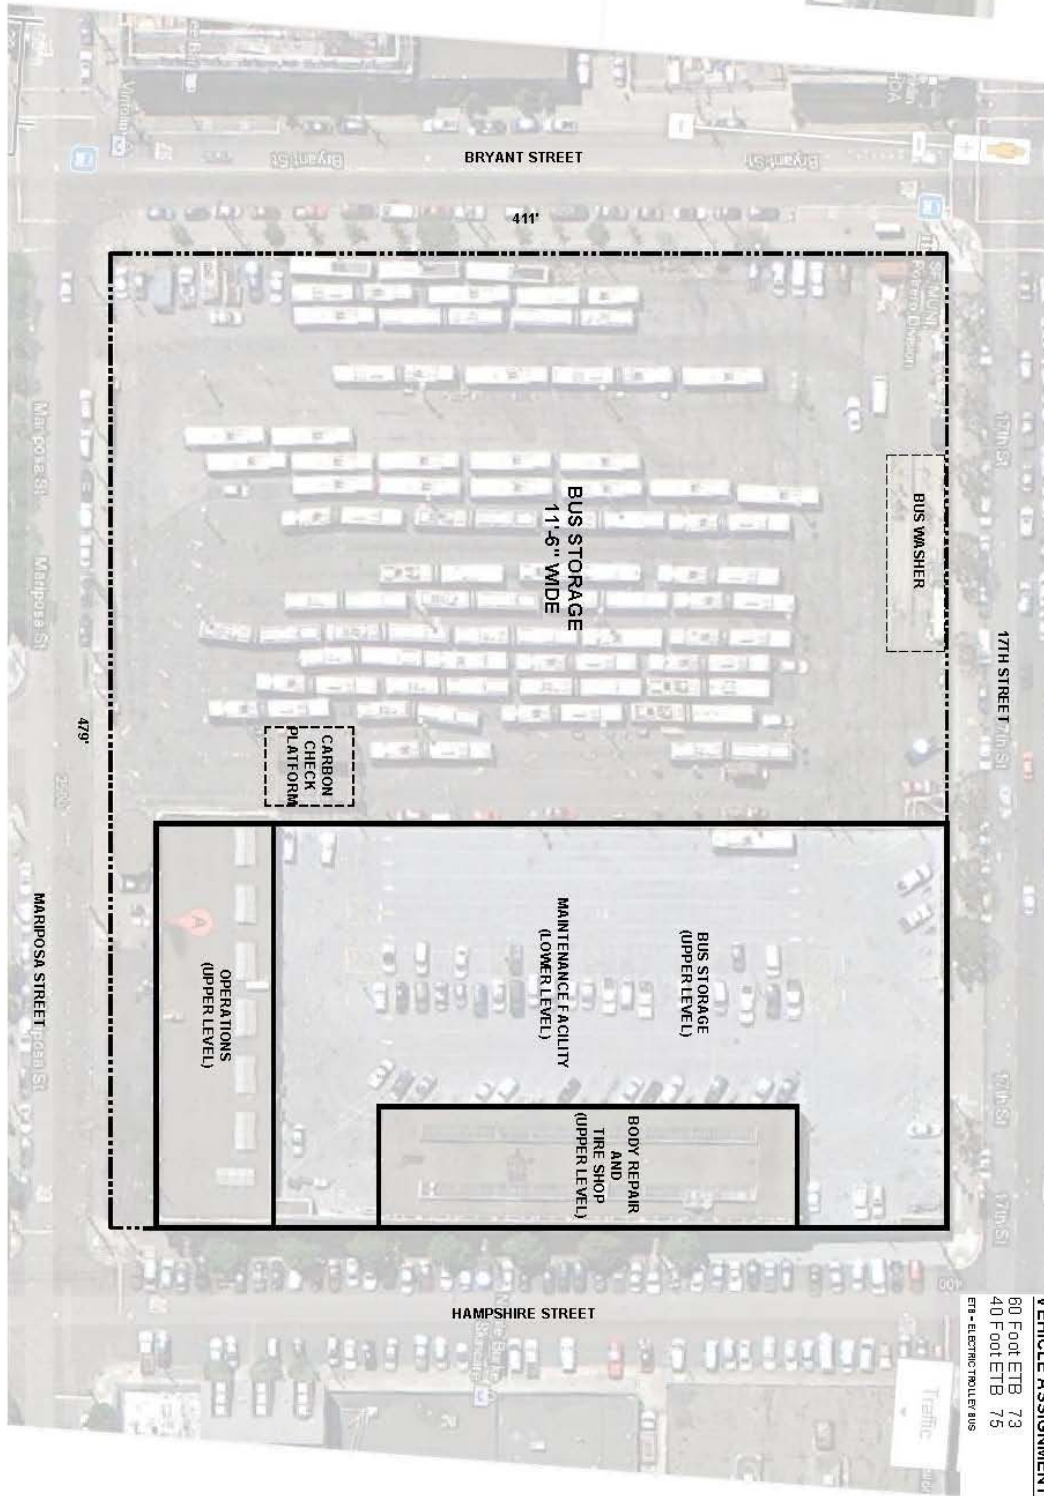 BRYANT STREET
Bryant St
Bryant St
411'
BUS STORAGE
11'-6" WIDE
BUS WASHER
17TH STREET
17th St
17th St
17th St
479'
CARBON
CHECK
PLATFORM
MARIPOSA STREET
Mariposa St
Mariposa St
OPERATIONS
(UPPER LEVEL)
A
MAINTENANCE FACILITY
(LOWER LEVEL)
BUS STORAGE
(UPPER LEVEL)
BODY REPAIR
AND
TIRE SHOP
(UPPER LEVEL)
HAMPSHIRE STREET
Traffic
VEHICLE ASSIGNMENT
60 Foot ETB 73
40 Foot ETB 75
ETB = ELECTRIC TROLLEY BUS